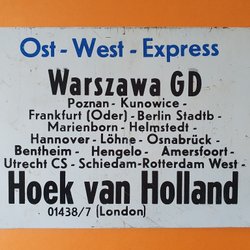 Ost - West - Express
Warszawa GD
Poznan - Kunowice -
Frankfurt (Oder) - Berlin Stadtb -
Marienborn - Helmstedt -
Hannover - Löhne - Osnabrück -
Bentheim - Hengelo - Amersfoort -
Utrecht CS - Schiedam-Rotterdam West -
Hoek van Holland
01438/7 (London)